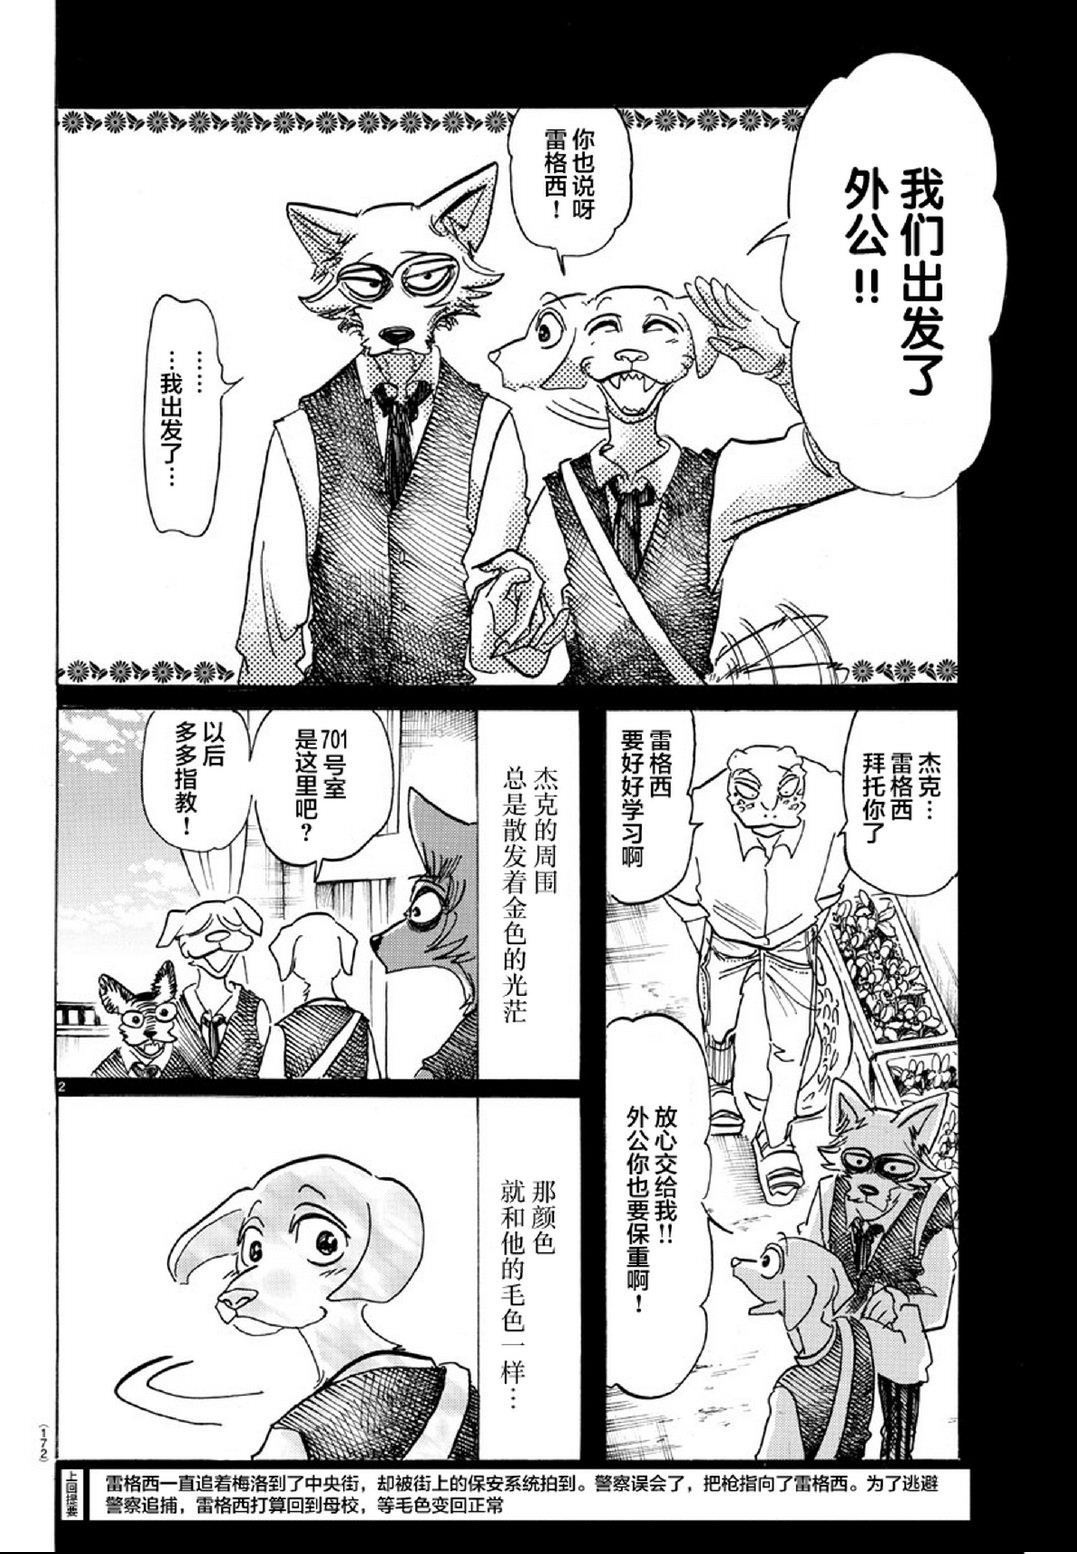 我们出发了
外公!!
你也说呀
雷格西！
……
…我出发了…
杰克…
雷格西
拜托你了
雷格西
要好好学习啊
放心交给我!!
外公你也要保重啊！
杰克的周围
总是散发着金色的光芒
701号室
是这里吧？
以后
多多指教！
那颜色
就和他的毛色一样…
2
(172)
上回提要
雷格西一直追着梅洛到了中央街，却被街上的保安系统拍到。警察误会了，把枪指向了雷格西。为了逃避
警察追捕，雷格西打算回到母校，等毛色变回正常